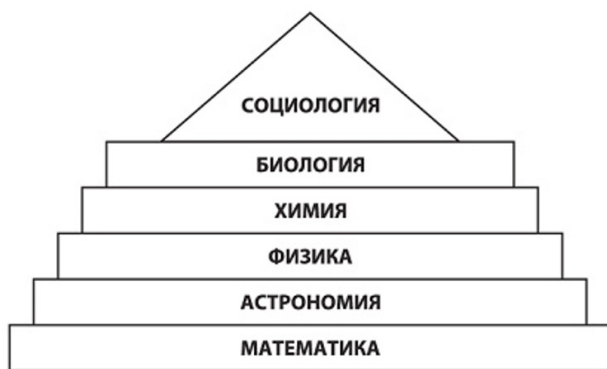 СОЦИОЛОГИЯ
БИОЛОГИЯ
ХИМИЯ
ФИЗИКА
АСТРОНОМИЯ
МАТЕМАТИКА